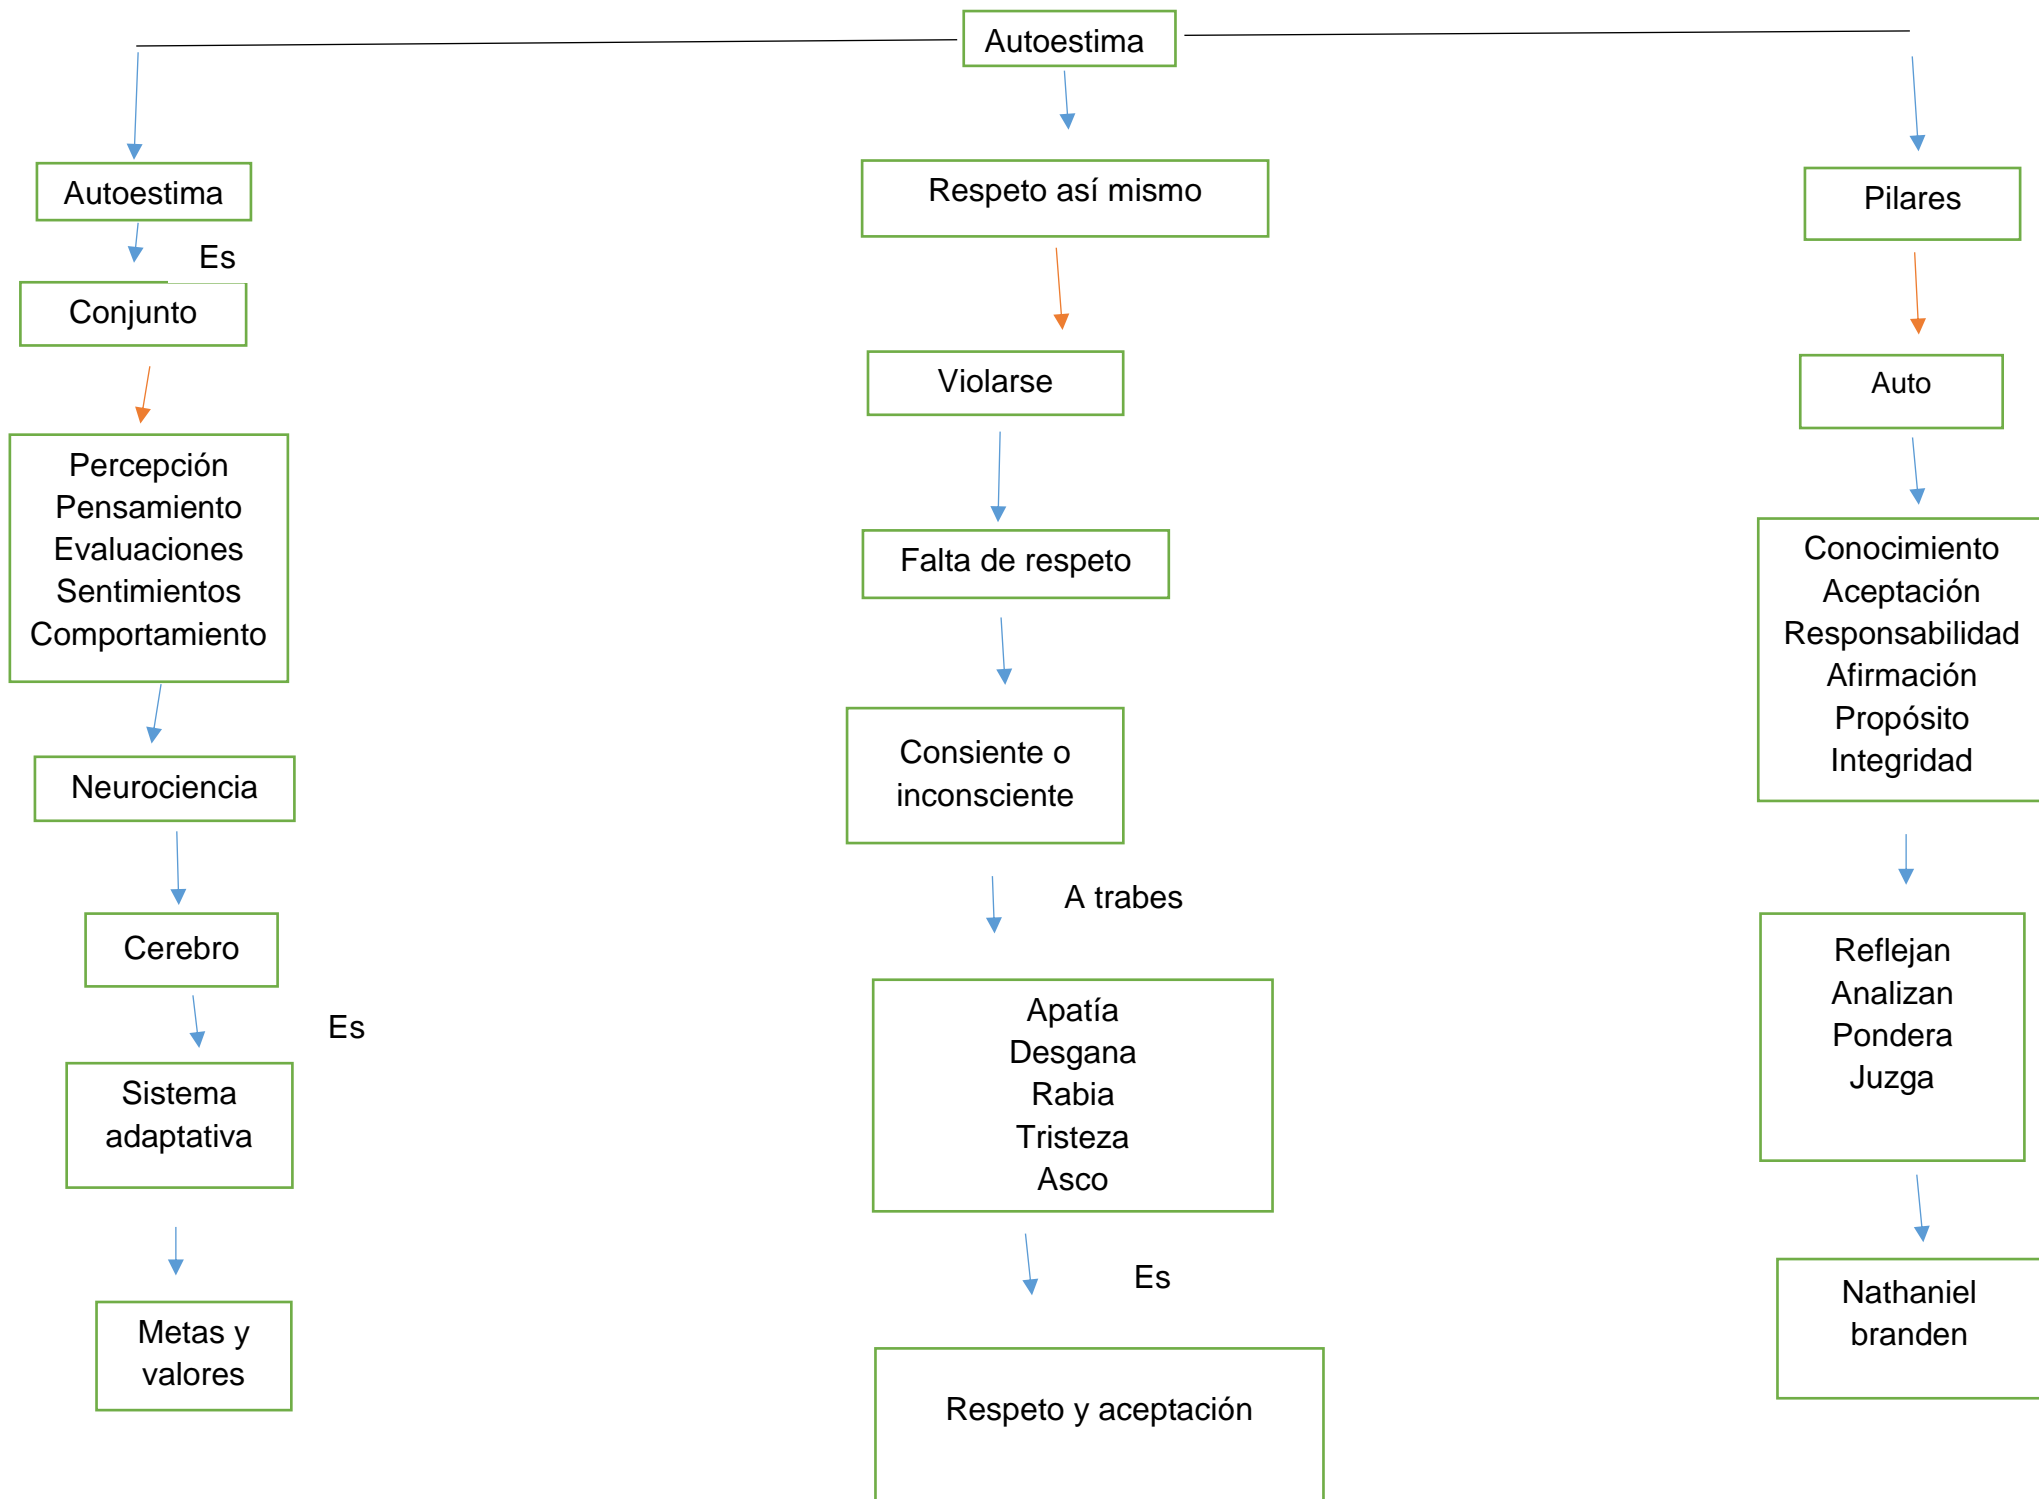 Autoestima
Autoestima
Es
Conjunto
Percepción
Pensamiento
Evaluaciones
Sentimientos
Comportamiento
Neurociencia
Cerebro
Es
Sistema
adaptativa
Metas y
valores
Respeto así mismo
Violarse
Falta de respeto
Consiente o
inconsciente
A trabes
Apatía
Desgana
Rabia
Tristeza
Asco
Es
Respeto y aceptación
Pilares
Auto
Conocimiento
Aceptación
Responsabilidad
Afirmación
Propósito
Integridad
Reflejan
Analizan
Pondera
Juzga
Nathaniel
branden